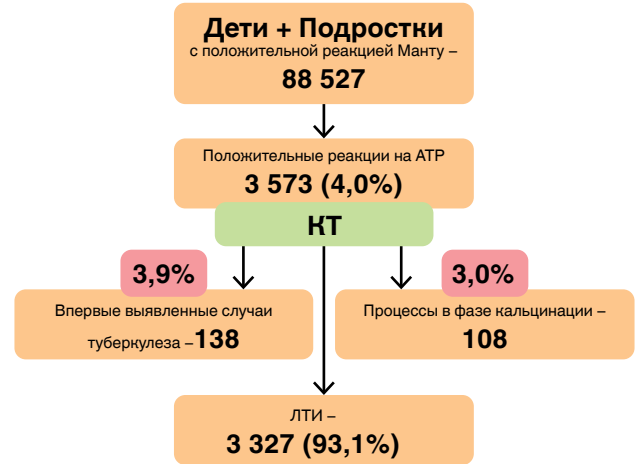 Дети + Подростки
с положительной реакцией Манту –
88 527
Положительные реакции на АТР
3 573 (4,0%)
КТ
3,9%
3,0%
Впервые выявленные случаи
туберкулеза –138
Процессы в фазе кальцинации –
108
ЛТИ –
3 327 (93,1%)